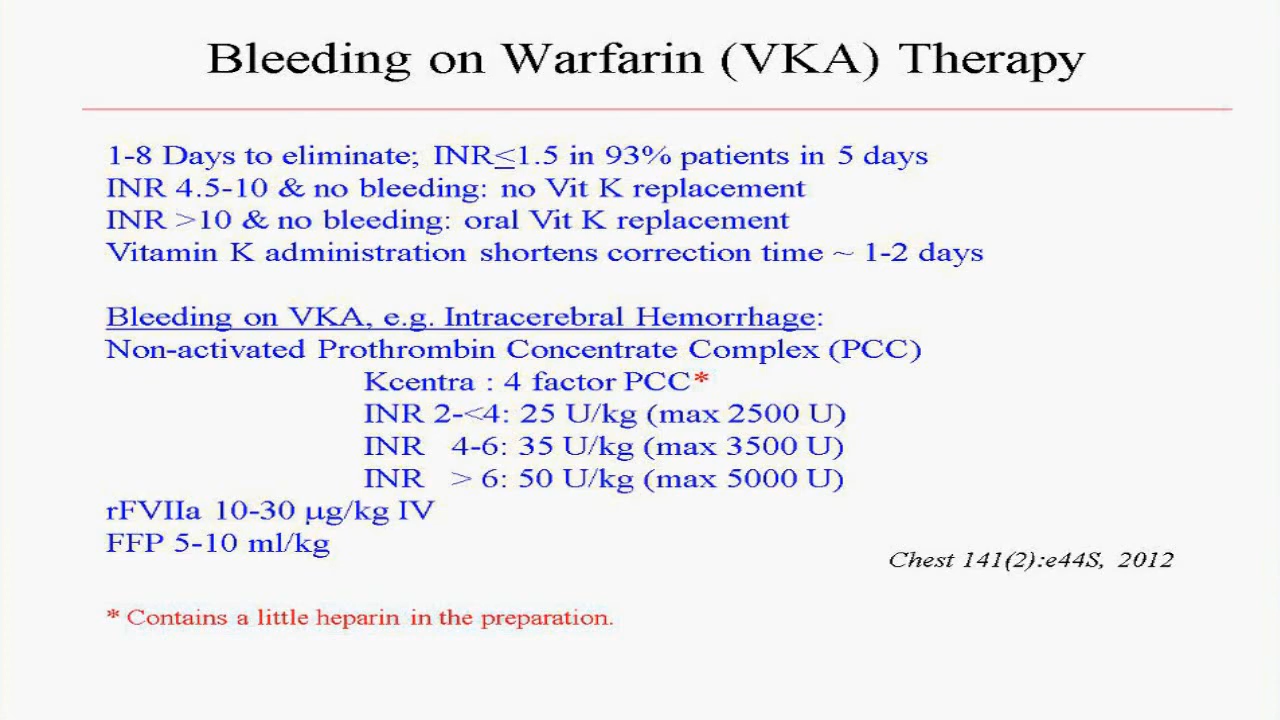 Bleeding on Warfarin (VKA) Therapy
1-8 Days to eliminate; INR≤1.5 in 93% patients in 5 days
INR 4.5-10 & no bleeding: no Vit K replacement
INR >10 & no bleeding: oral Vit K replacement
Vitamin K administration shortens correction time ~ 1-2 days
Bleeding on VKA, e.g. Intracerebral Hemorrhage:
Non-activated Prothrombin Concentrate Complex (PCC)
Kcentra : 4 factor PCC*
INR 2-<4: 25 U/kg (max 2500 U)
INR 4-6: 35 U/kg (max 3500 U)
INR > 6: 50 U/kg (max 5000 U)
rFVIIa 10-30 µg/kg IV
FFP 5-10 ml/kg
Chest 141(2):e44S, 2012
* Contains a little heparin in the preparation.